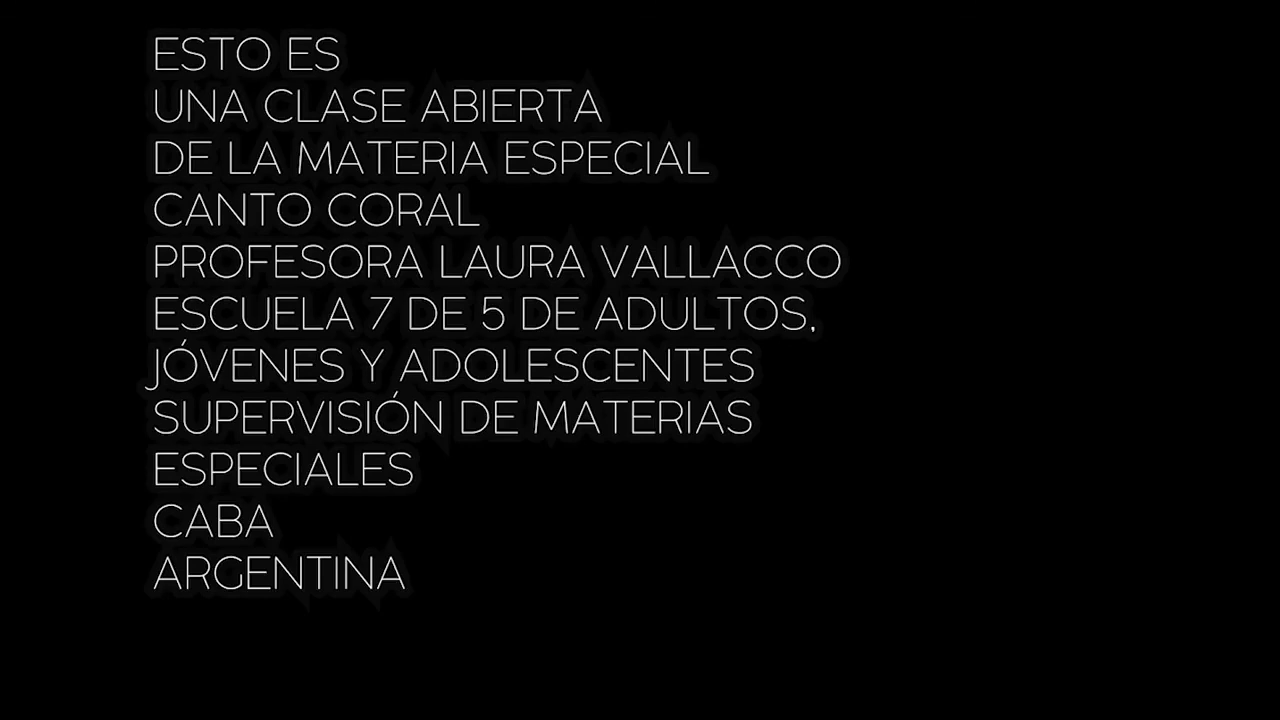 ESTO ES
UNA CLASE ABIERTA
DE LA MATERIA ESPECIAL
CANTO CORAL
PROFESORA LAURA VALLACCO
ESCUELA 7 DE 5 DE ADULTOS,
JÓVENES Y ADOLESCENTES
SUPERVISIÓN DE MATERIAS
ESPECIALES
CABA
ARGENTINA